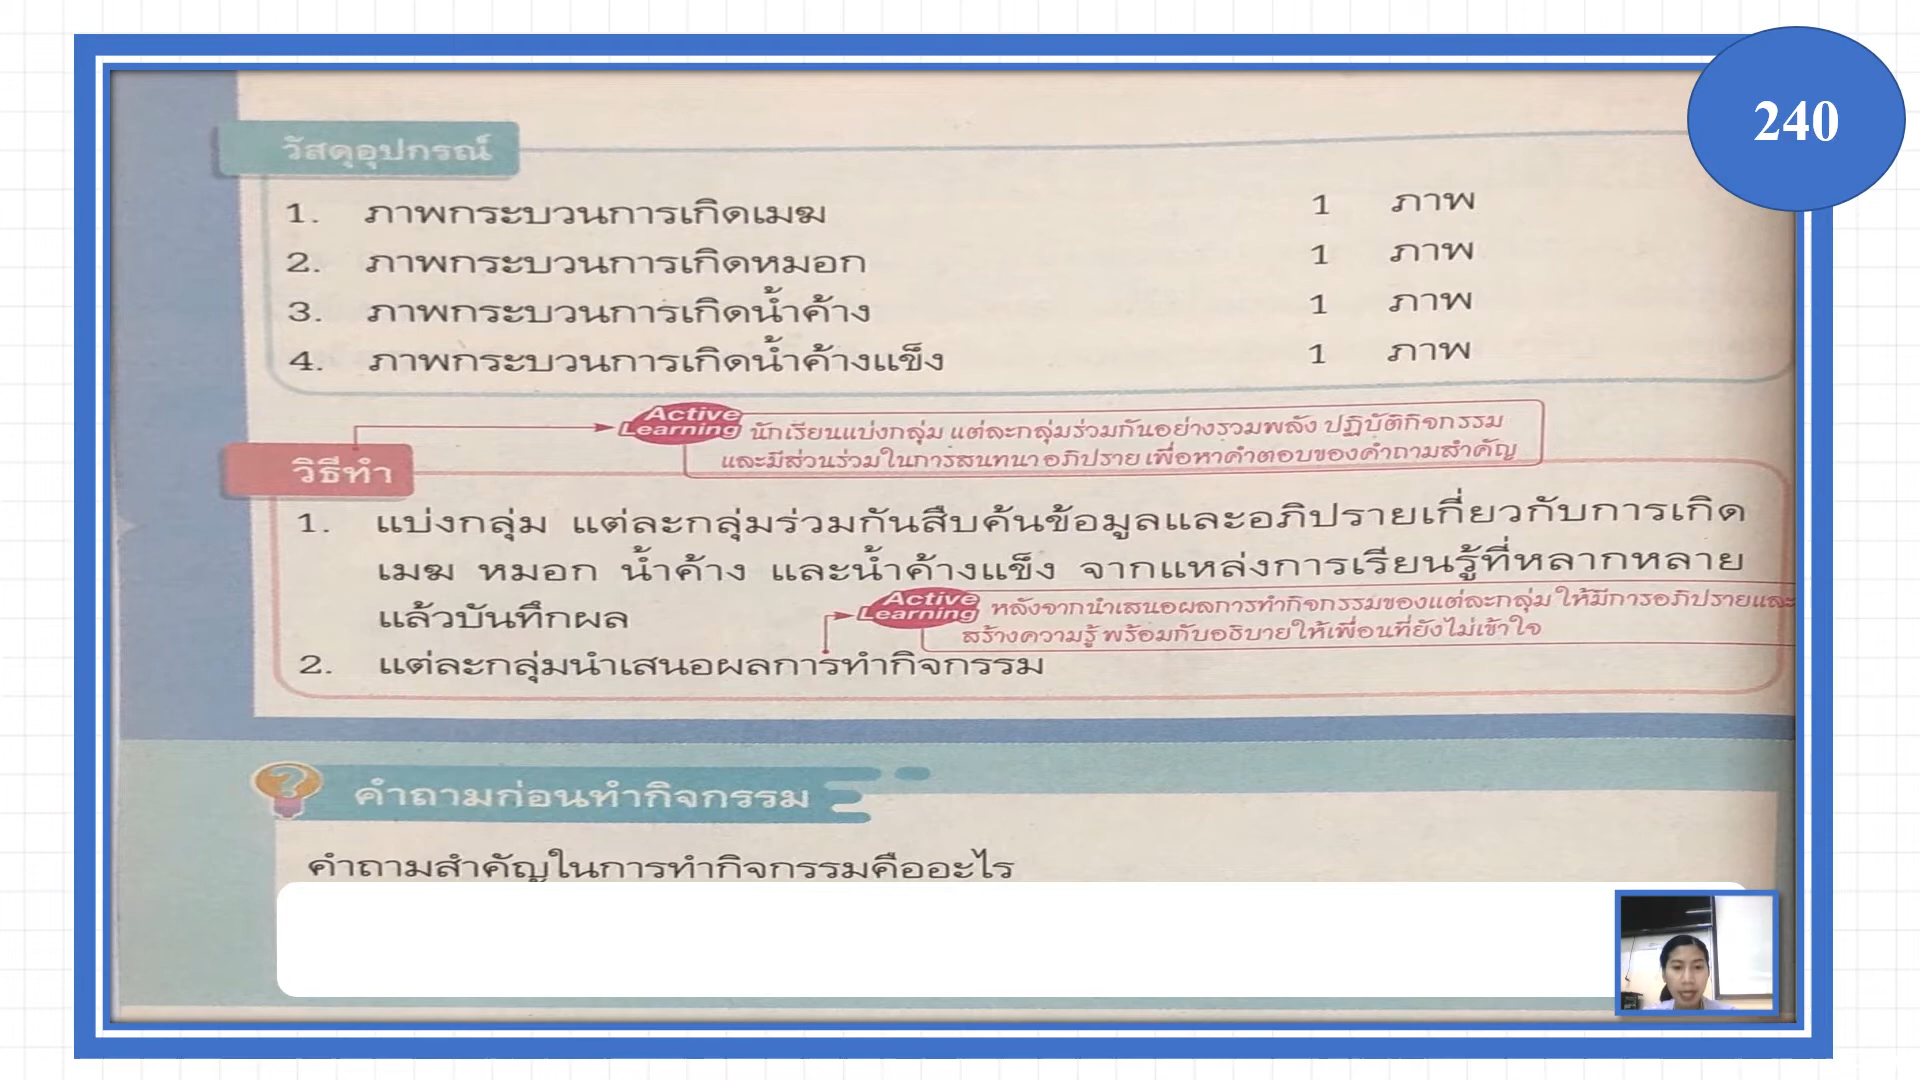 240
วัสดุอุปกรณ์
1. ภาพกระบวนการเกิดเมฆ 1 ภาพ
2. ภาพกระบวนการเกิดหมอก 1 ภาพ
3. ภาพกระบวนการเกิดน้ำค้าง 1 ภาพ
4. ภาพกระบวนการเกิดน้ำค้างแข็ง 1 ภาพ
Active Learning นักเรียนแบ่งกลุ่ม แต่ละกลุ่มร่วมกันอย่างรวมพลัง ปฏิบัติกิจกรรม
และมีส่วนร่วมในการสนทนาอภิปราย เพื่อหาคำตอบของคำถามสำคัญ
วิธีทำ
1. แบ่งกลุ่ม แต่ละกลุ่มร่วมกันสืบค้นข้อมูลและอภิปรายเกี่ยวกับการเกิด
เมฆ หมอก น้ำค้าง และน้ำค้างแข็ง จากแหล่งการเรียนรู้ที่หลากหลาย
แล้วบันทึกผล
Active Learning หลังจากนำเสนอผลการทำกิจกรรมของแต่ละกลุ่ม ให้มีการอภิปรายและ
สร้างความรู้ พร้อมกับอธิบายให้เพื่อนที่ยังไม่เข้าใจ
2. แต่ละกลุ่มนำเสนอผลการทำกิจกรรม
คำถามก่อนทำกิจกรรม
คำถามสำคัญในการทำกิจกรรมคืออะไร